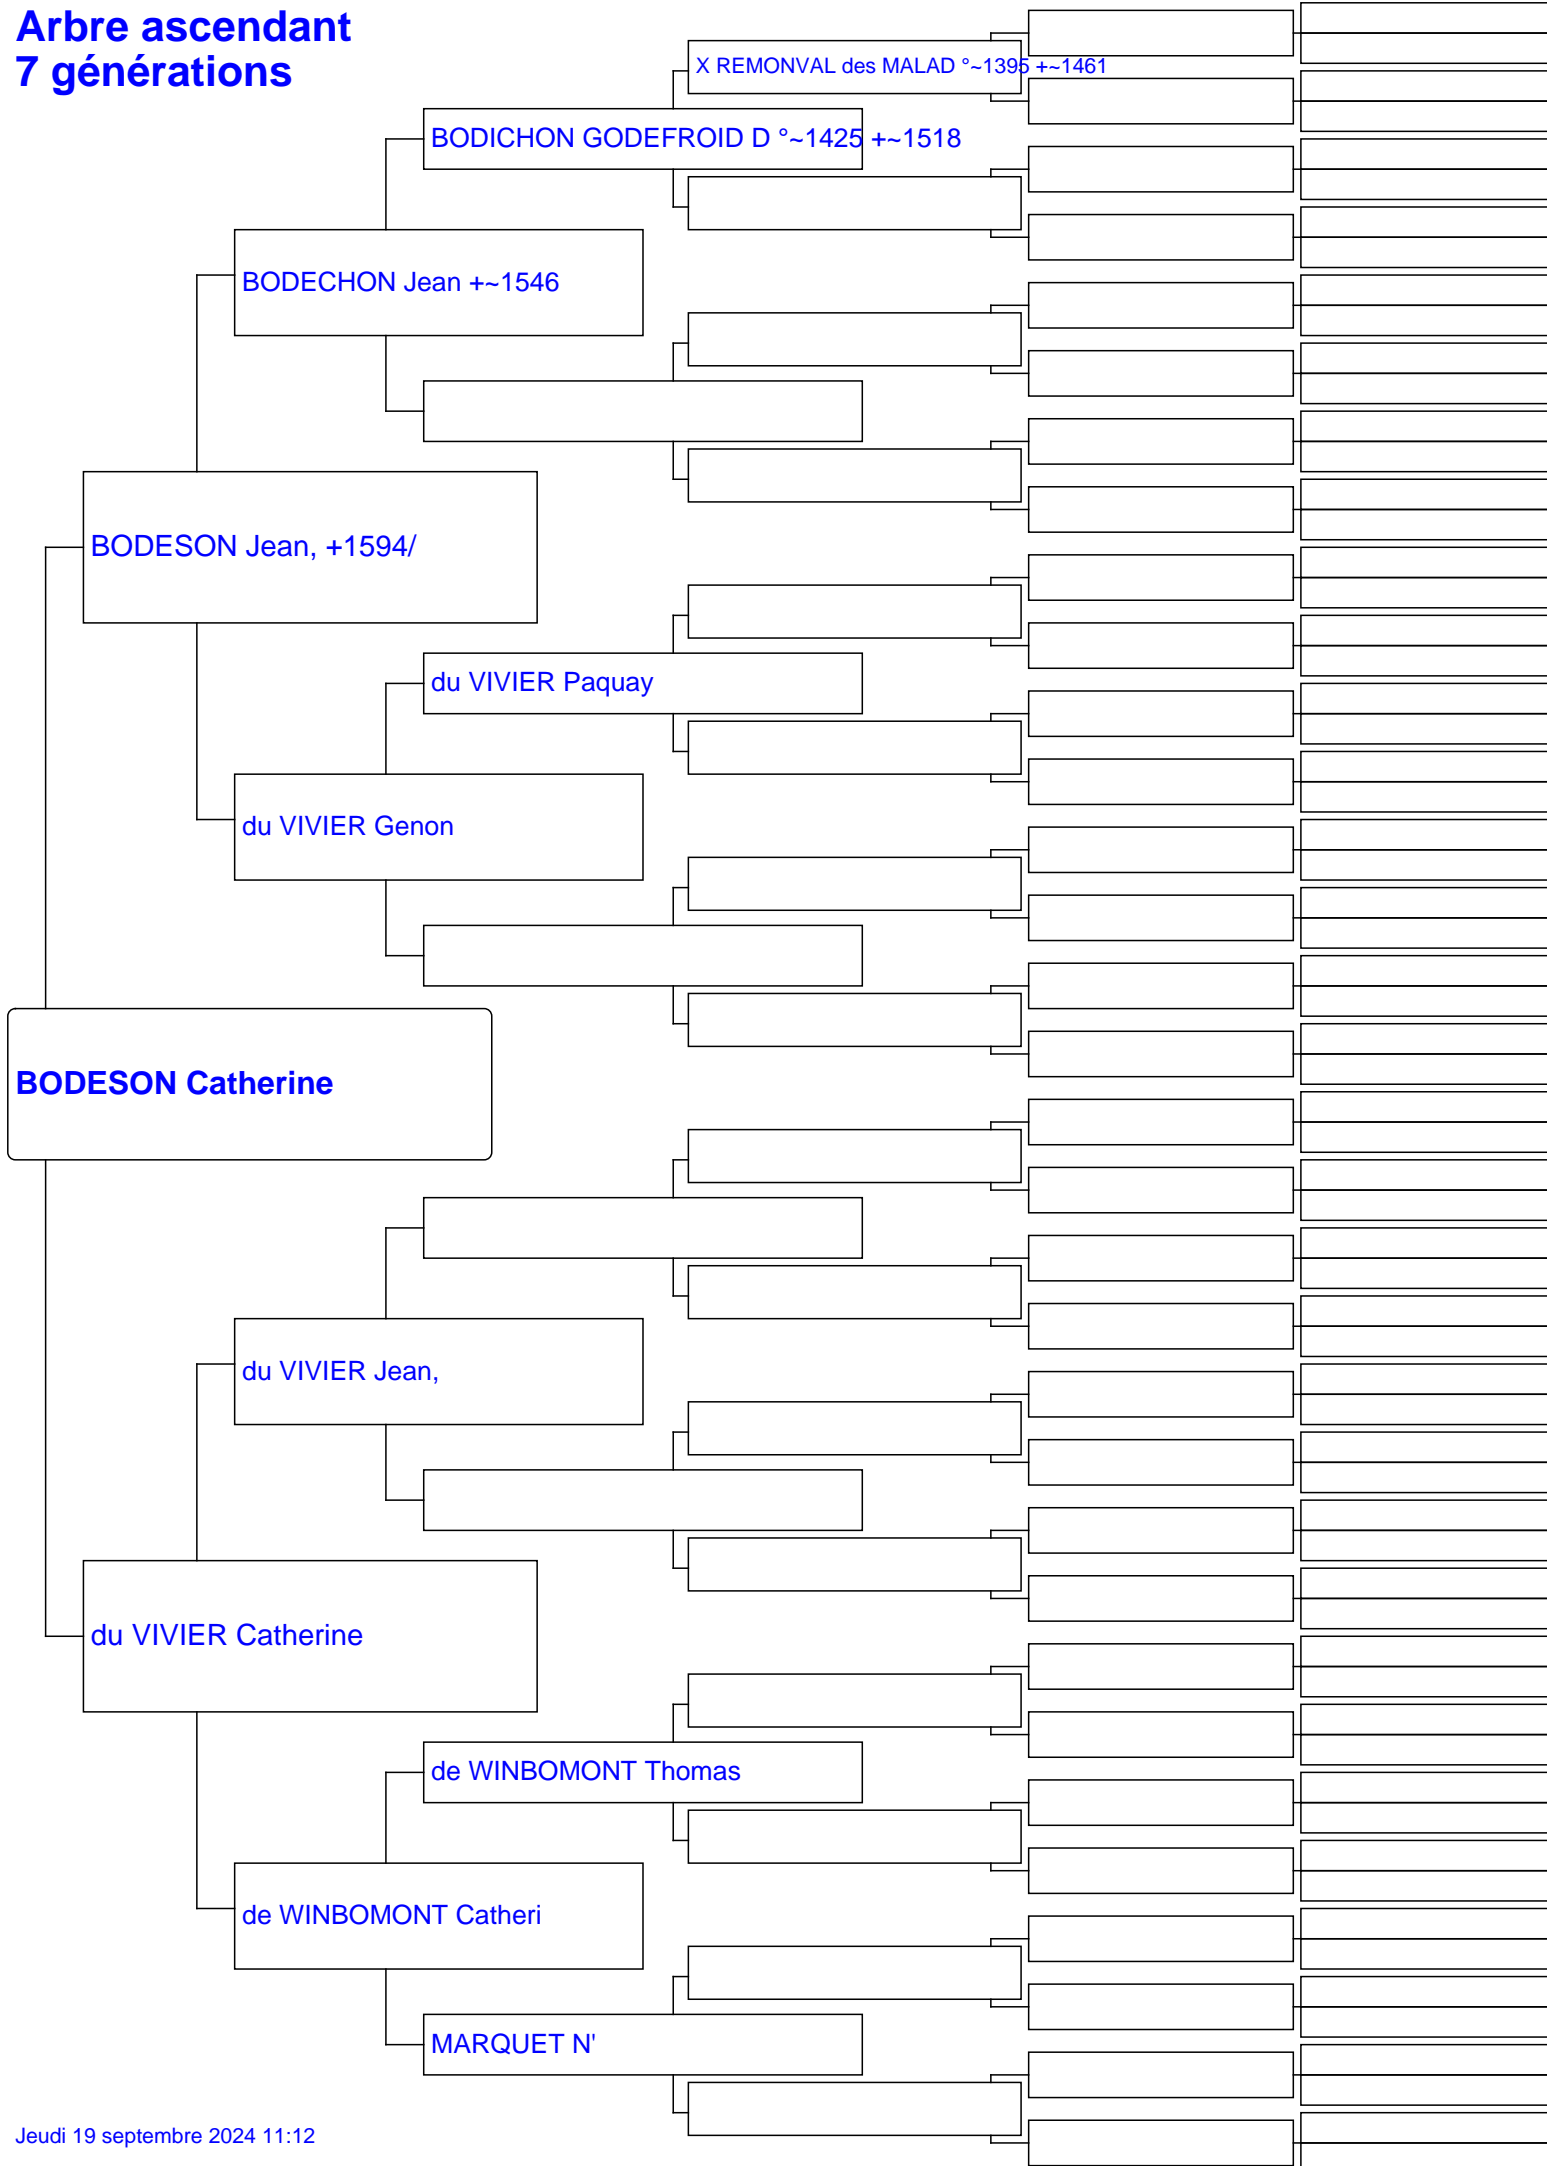 Arbre ascendant
7 générations
X REMONVAL des MALAD °~1395 +~1461
BODICHON GODEFROID D °~1425 +~1518
BODECHON Jean +~1546
BODESON Jean, +1594/
du VIVIER Paquay
du VIVIER Genon
BODESON Catherine
du VIVIER Jean,
du VIVIER Catherine
de WINBOMONT Thomas
de WINBOMONT Catheri
MARQUET N'
Jeudi 19 septembre 2024 11:12